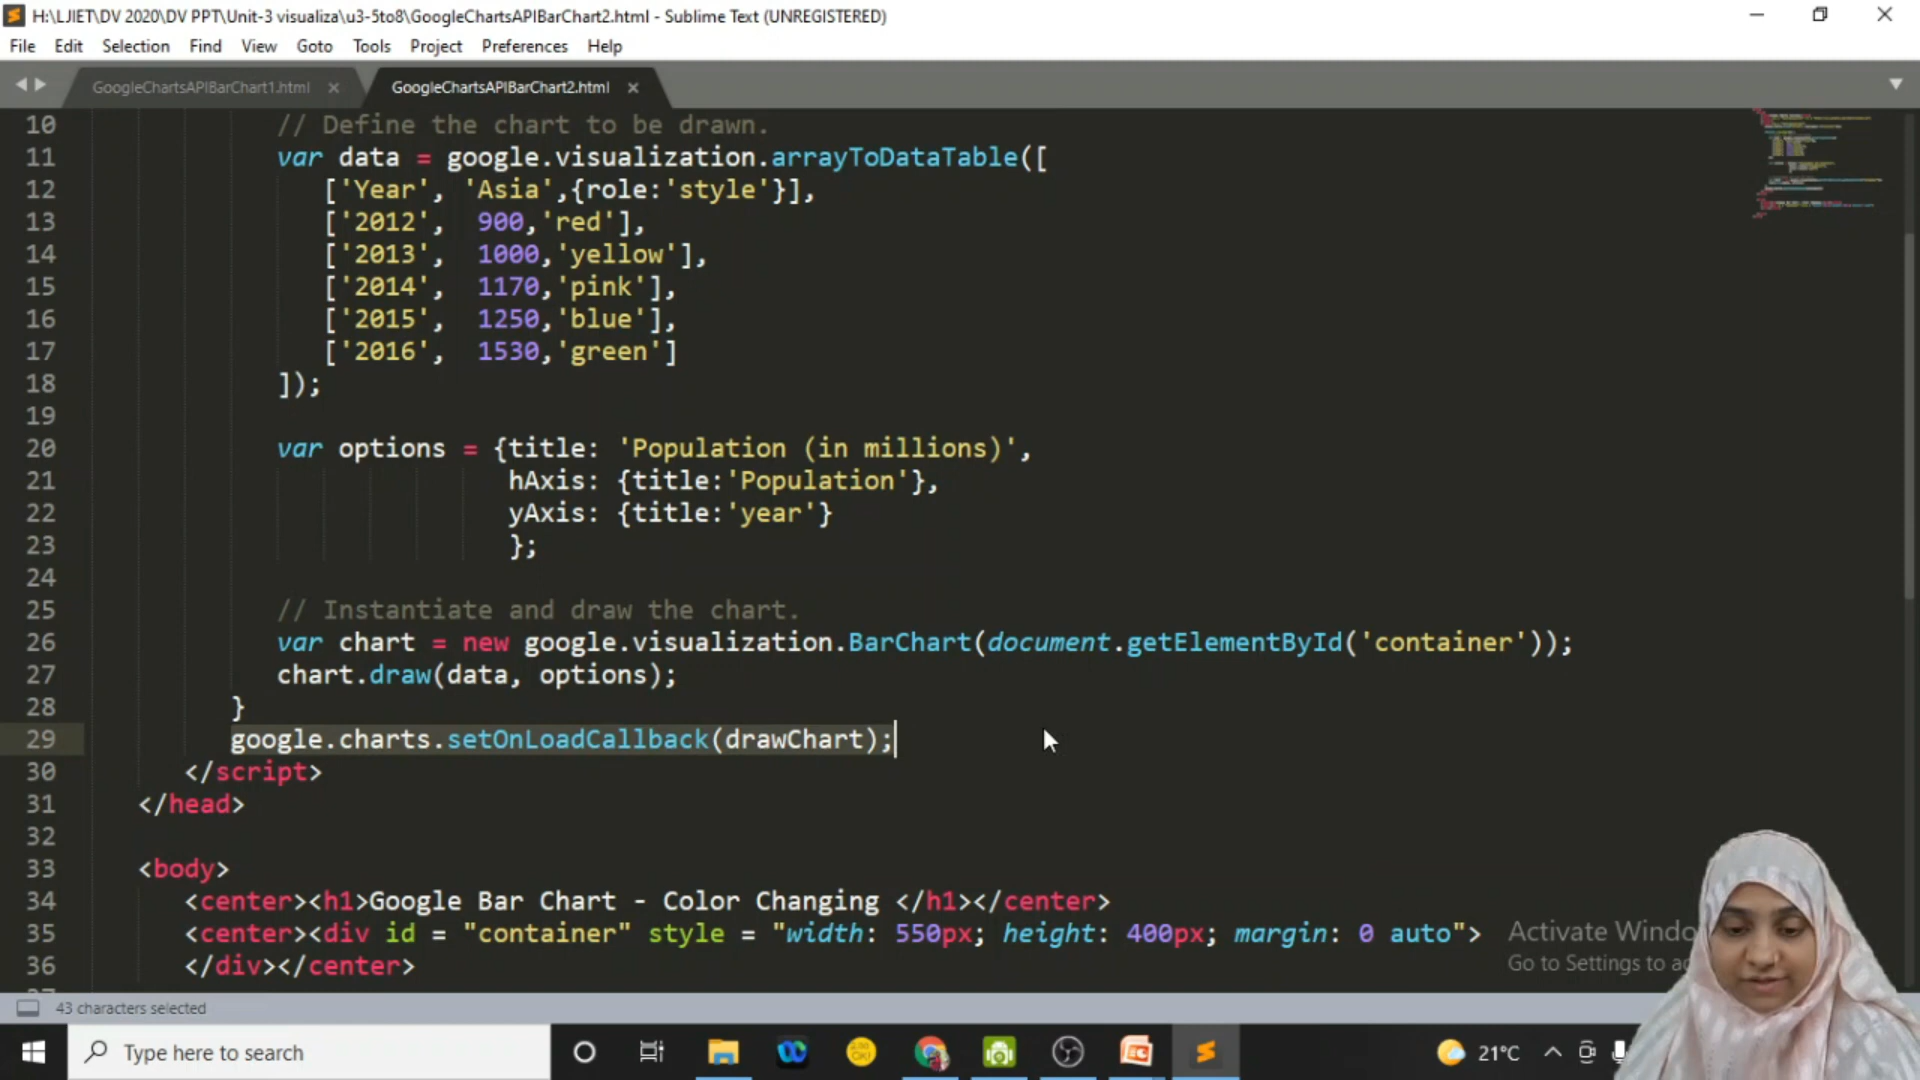 H:\LJIET\DV 2020\DV PPT\Unit-3 visualiza\u3-5to8\GoogleChartsAPIBarChart2.html - Sublime Text (UNREGISTERED)
File Edit Selection Find View Goto Tools Project Preferences Help
GoogleChartsAPIBarChart1.html GoogleChartsAPIBarChart2.html
10 // Define the chart to be drawn.
11 var data = google.visualization.arrayToDataTable([
12 ['Year', 'Asia',{role:'style'}],
13 ['2012', 900,'red'],
14 ['2013', 1000,'yellow'],
15 ['2014', 1170,'pink'],
16 ['2015', 1250,'blue'],
17 ['2016', 1530,'green']
18 ]);
19
20 var options = {title: 'Population (in millions)',
21 hAxis: {title:'Population'},
22 yAxis: {title:'year'}
23 };
24
25 // Instantiate and draw the chart.
26 var chart = new google.visualization.BarChart(document.getElementById('container'));
27 chart.draw(data, options);
28 }
29 google.charts.setOnLoadCallback(drawChart);
30 </script>
31 </head>
32
33 <body>
34 <center><h1>Google Bar Chart - Color Changing </h1></center>
35 <center><div id = "container" style = "width: 550px; height: 400px; margin: 0 auto">
36 </div></center>
Activate
Go to Settings to
43 characters selected
Type here to search
21°C